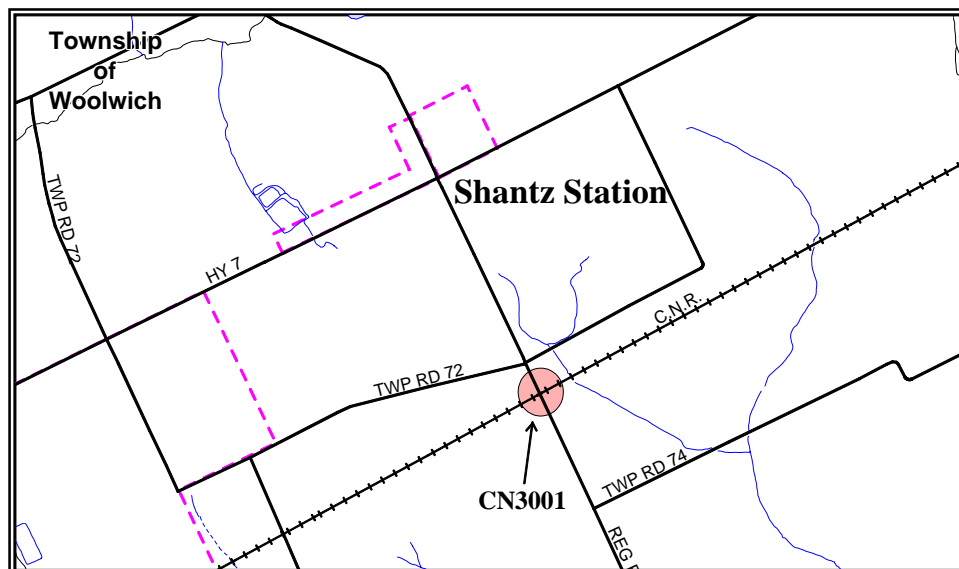 Township
of
Woolwich
TWP RD 72
Shantz Station
HY 7
C.N.R.
TWP RD 72
TWP RD 74
CN3001
REG